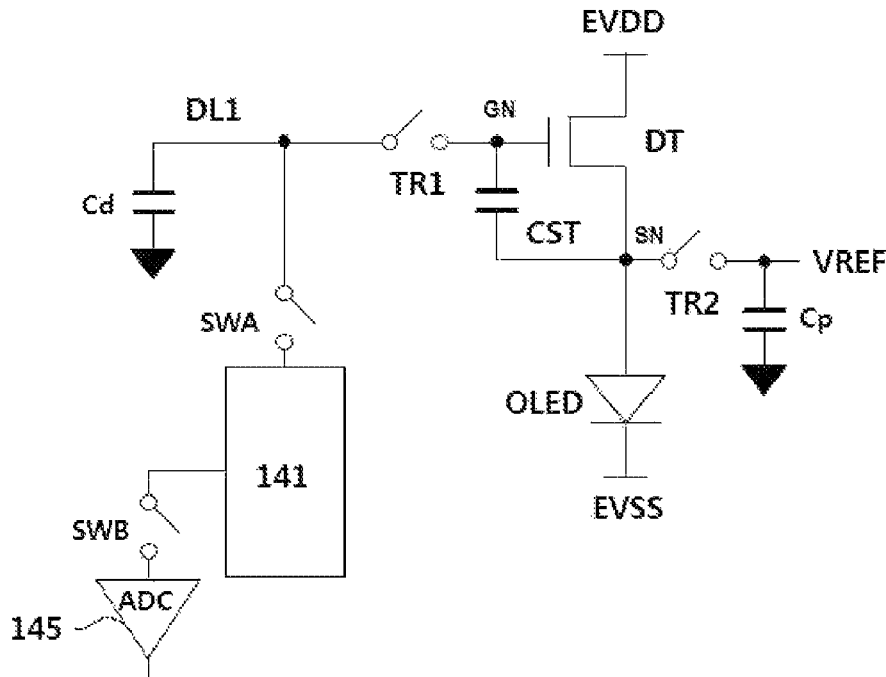 EVDD
DL1
GN
DT
TR1
Cd
CST
SN
VREF
TR2
Cp
SWA
OLED
141
EVSS
SWB
ADC
145